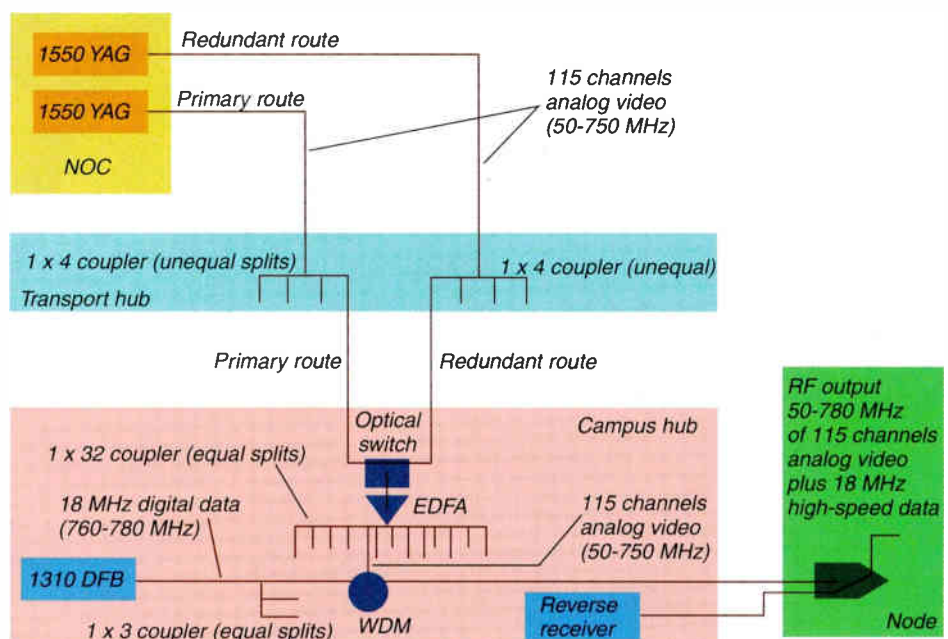 1550 YAG
Redundant route
1550 YAG
Primary route
NOC
115 channels
analog video
(50-750 MHz)
1 x 4 coupler (unequal splits)
1 x 4 coupler (unequal)
Transport hub
Primary route
Redundant route
RF output
50-780 MHz
of 115 channels
analog video
plus 18 MHz
high-speed data
Optical
switch
Campus hub
1 x 32 coupler (equal splits)
18 MHz digital data
(760-780 MHz)
EDFA
115 channels
analog video
(50-750 MHz)
1310 DFB
1 x 3 coupler (equal splits)
WDM
Reverse
receiver
Node